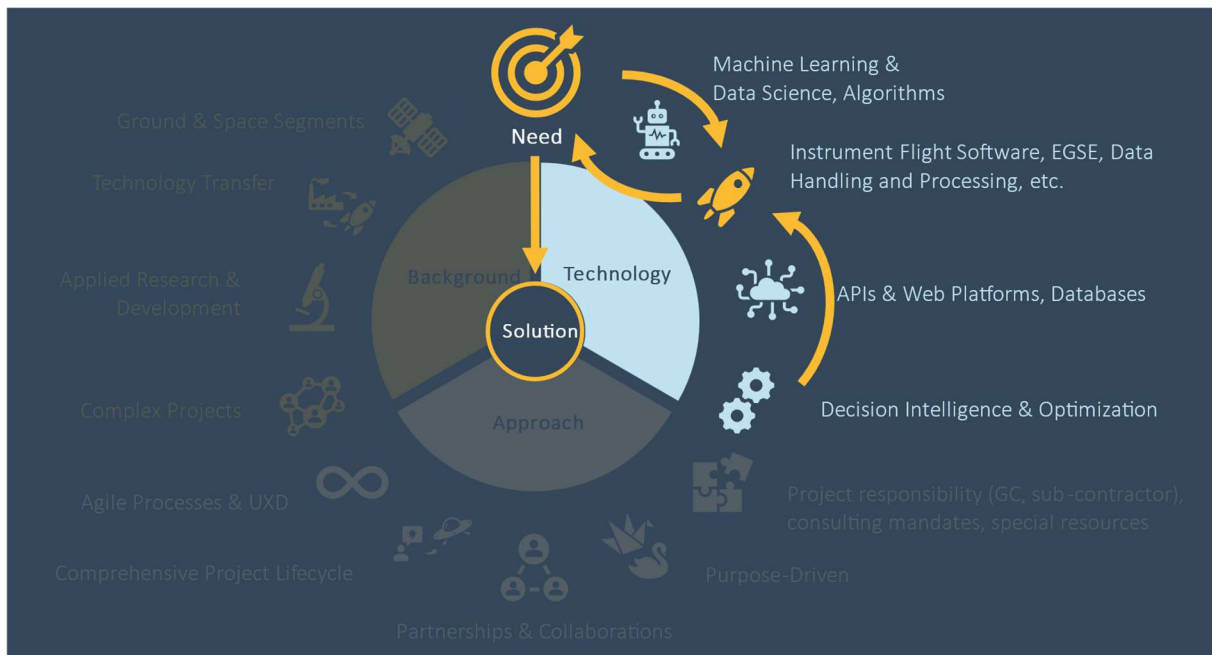 Need
Machine Learning &
Data Science, Algorithms
Instrument Flight Software, EGSE, Data
Handling and Processing, etc.
APIs & Web Platforms, Databases
Decision Intelligence & Optimization
Project responsibility (GC, sub-contractor),
consulting mandates, special resources
Purpose-Driven
Partnerships & Collaborations
Comprehensive Project Lifecycle
Agile Processes & UXD
Complex Projects
Applied Research &
Development
Technology Transfer
Ground & Space Segments
Background
Technology
Solution
Approach